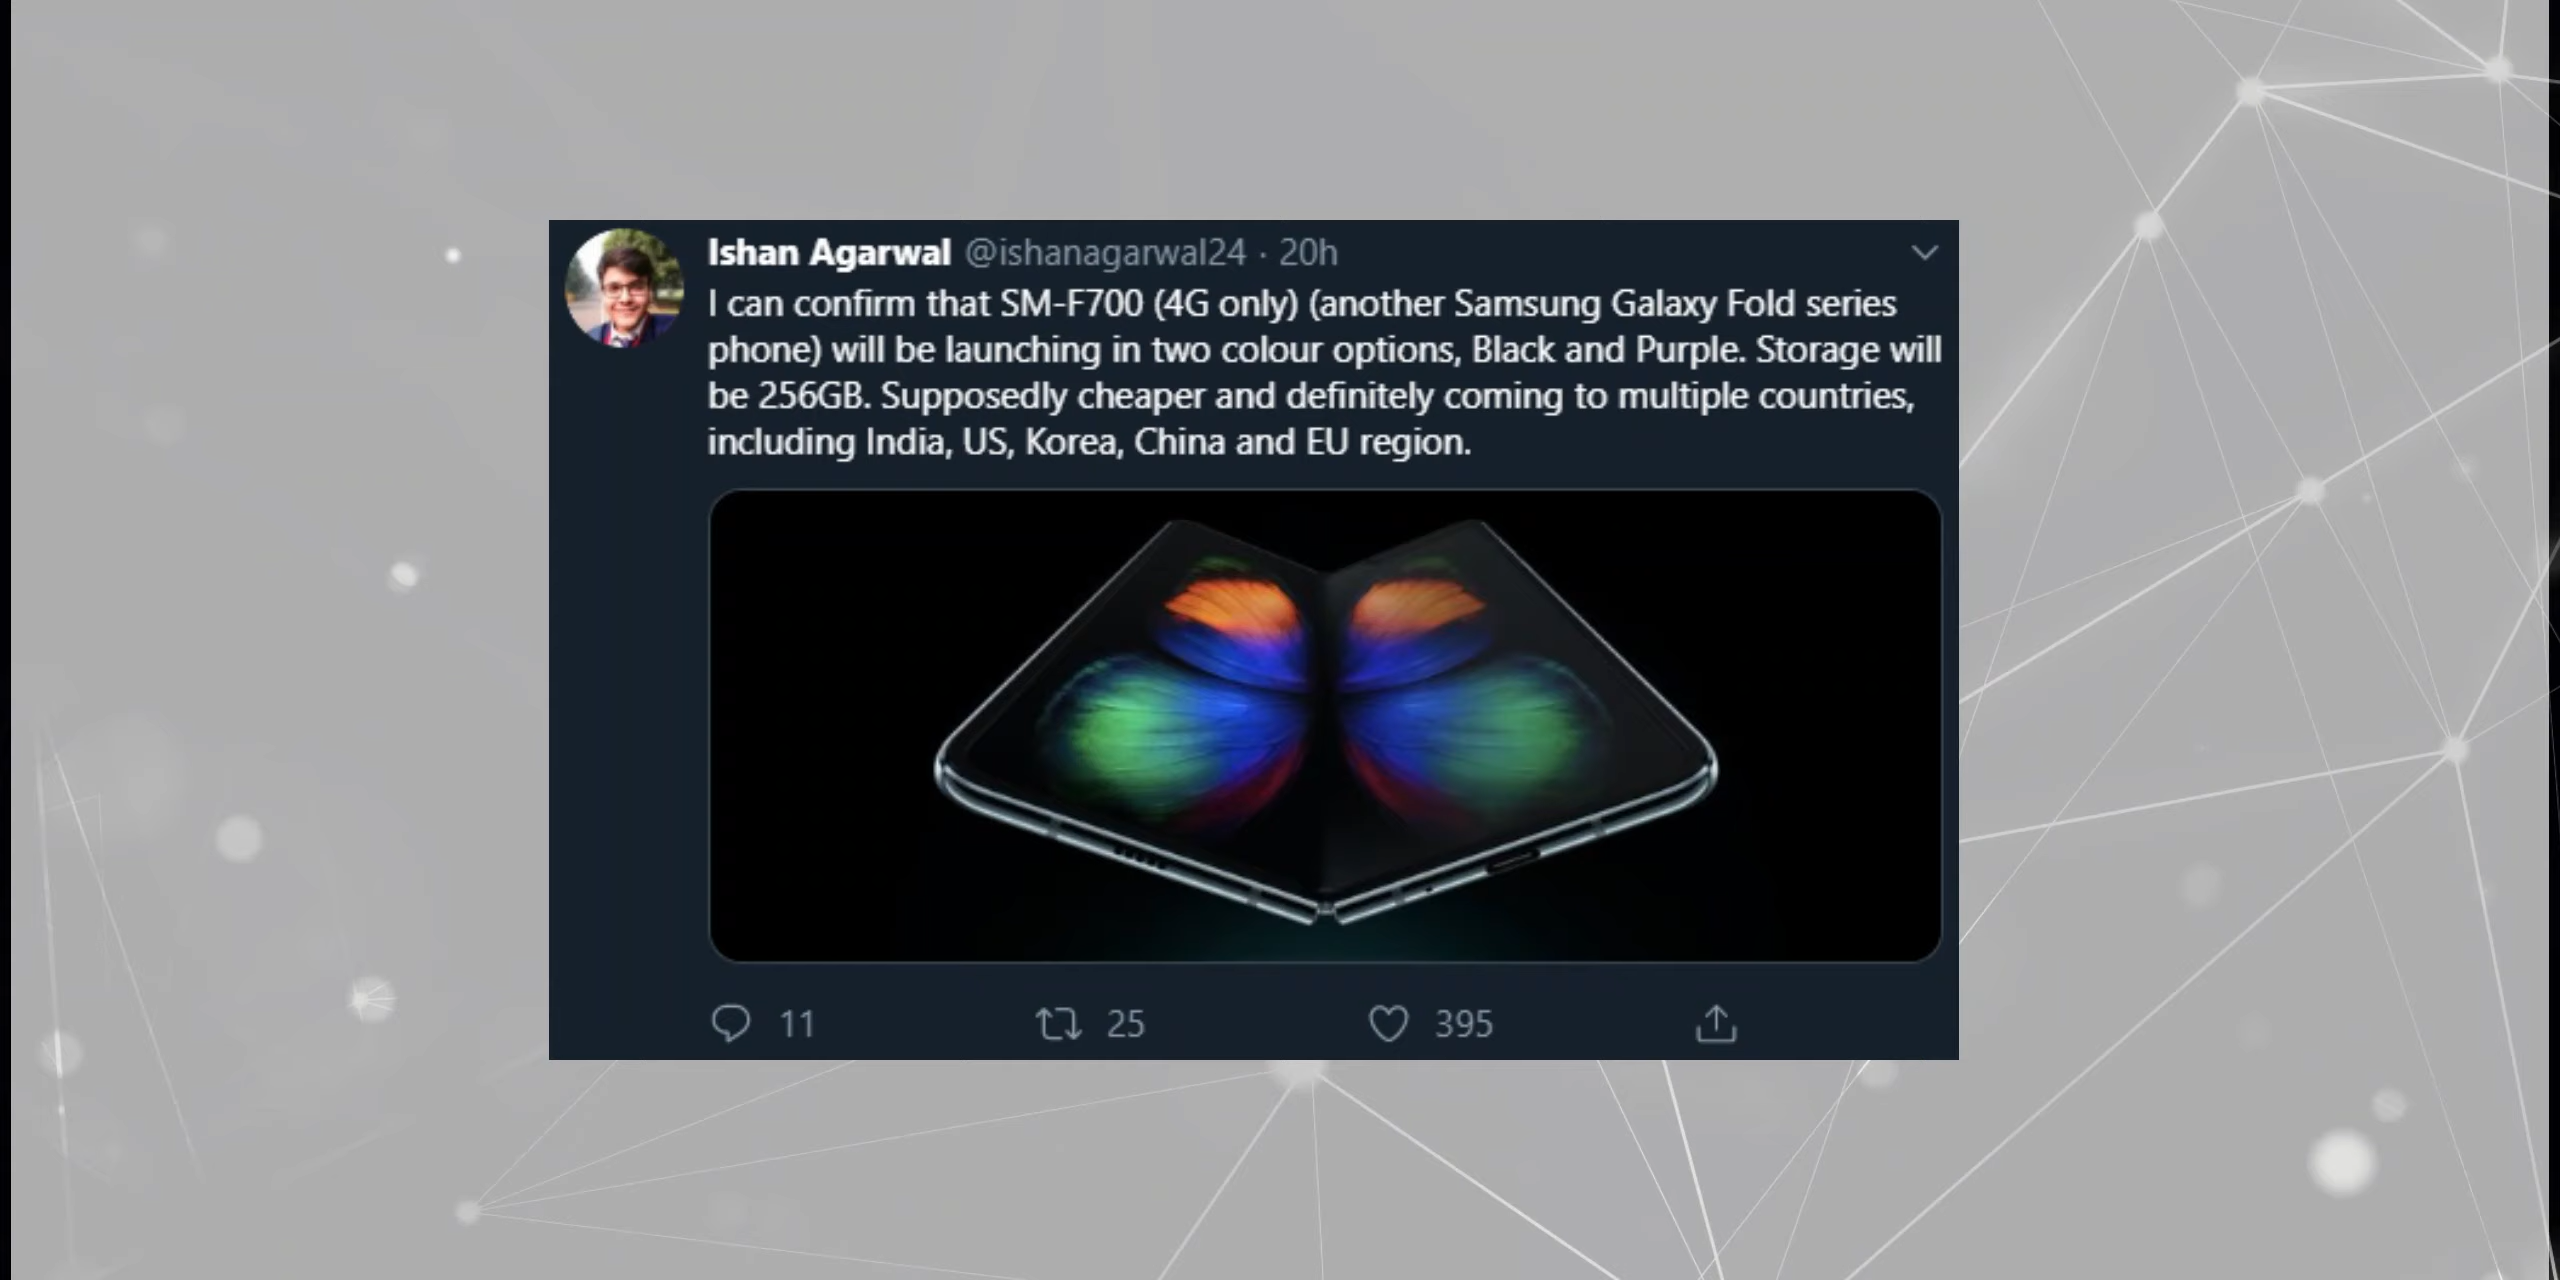 Ishan Agarwal @ishanagarwal24 · 20h
I can confirm that SM-F700 (4G only) (another Samsung Galaxy Fold series
phone) will be launching in two colour options, Black and Purple. Storage will
be 256GB. Supposedly cheaper and definitely coming to multiple countries,
including India, US, Korea, China and EU region.
11 25 395